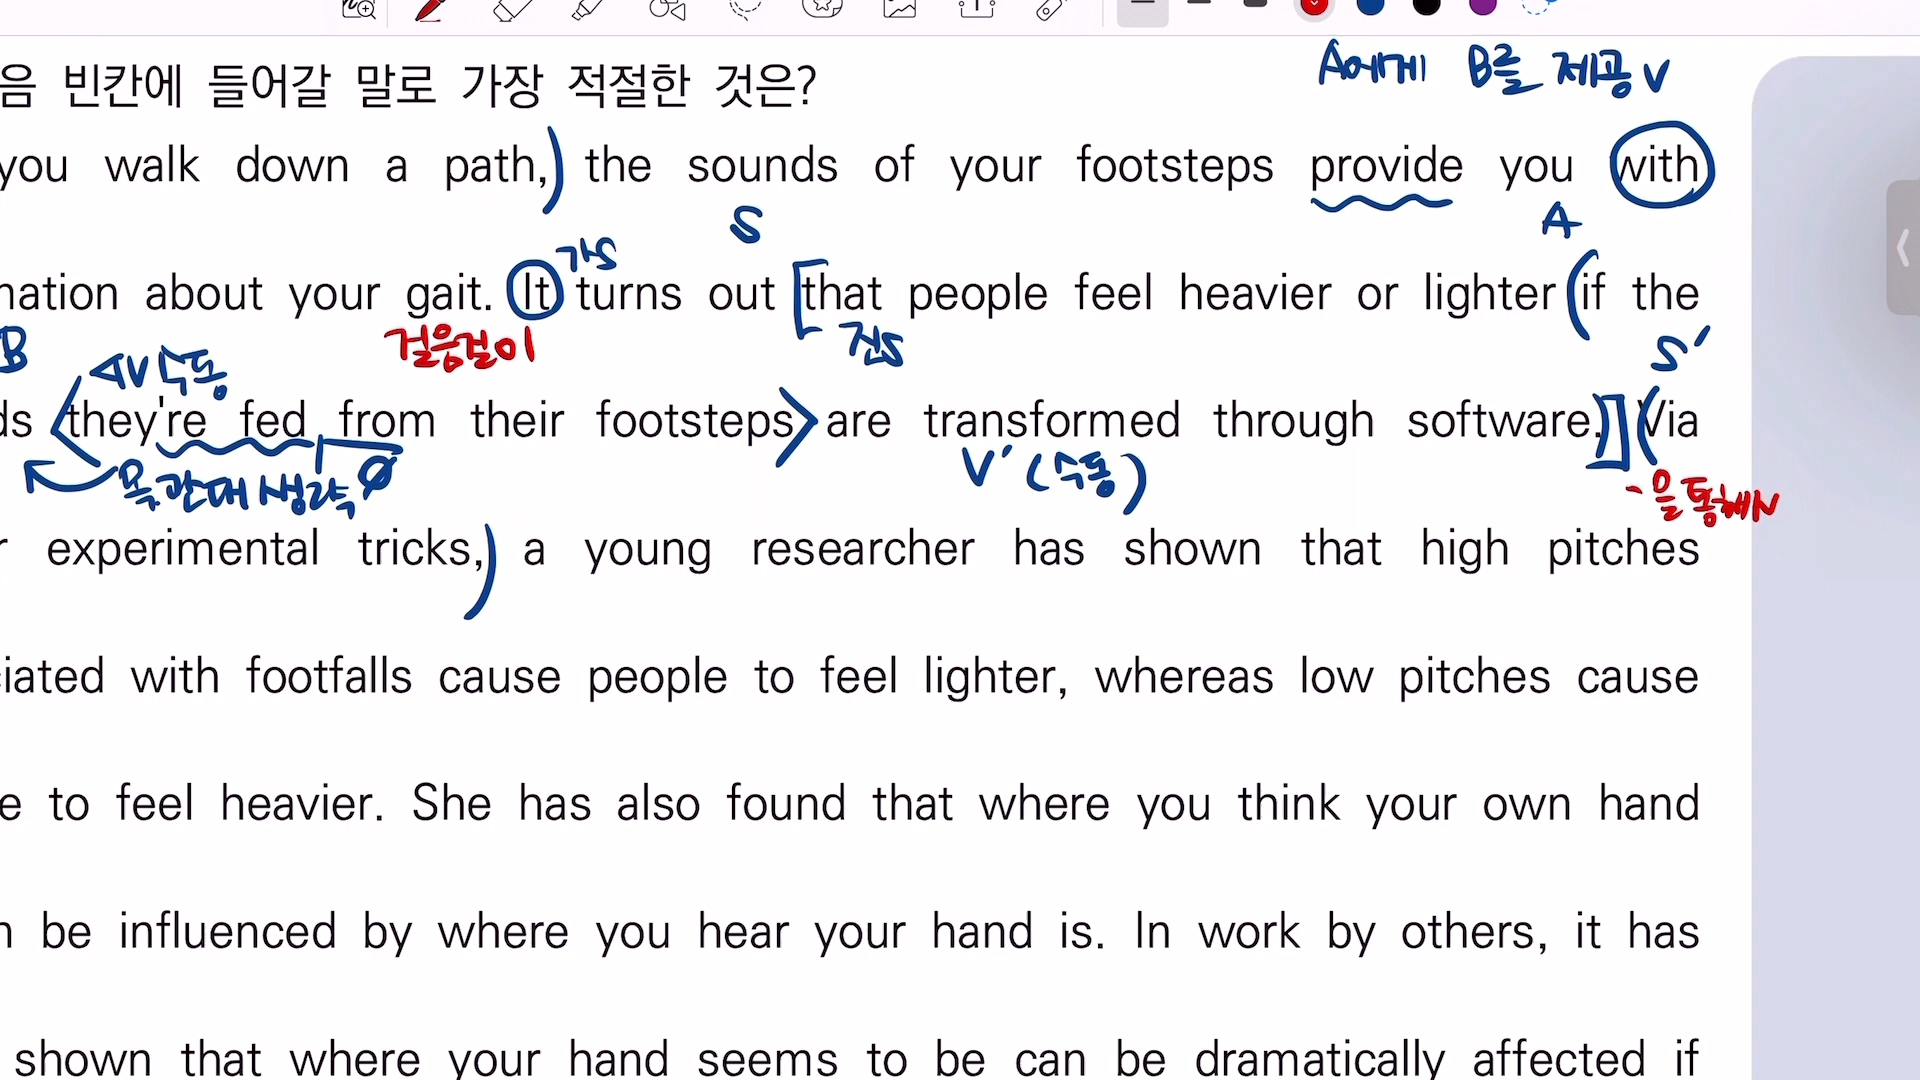 A에게 B를 제공 V
음 빈칸에 들어갈 말로 가장 적절한 것은?
you walk down a path,) the sounds of your footsteps provide you with
S A
가S
mation about your gait. It turns out [that people feel heavier or lighter (if the
B 걸음걸이 진S S'
수동
ds <they're fed from their footsteps> are transformed through software.] (Via
목관대 생략 Ø V' (수동) ~을 통해서
r experimental tricks,) a young researcher has shown that high pitches
ciated with footfalls cause people to feel lighter, whereas low pitches cause
e to feel heavier. She has also found that where you think your own hand
n be influenced by where you hear your hand is. In work by others, it has
shown that where your hand seems to be can be dramatically affected if